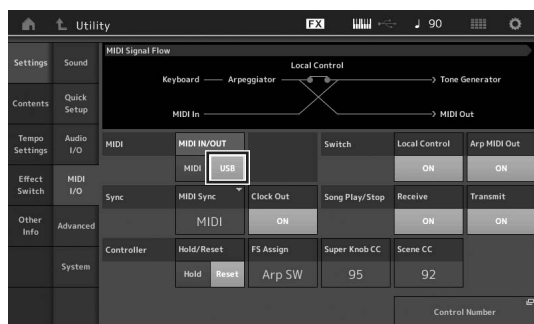 Utility
FX
90
Settings
Sound
MIDI Signal Flow
Local Control
Keyboard
Arpeggiator
Tone Generator
MIDI In
MIDI Out
Contents
Quick Setup
Tempo Settings
Audio I/O
MIDI
MIDI IN/OUT
MIDI
USB
Switch
Local Control
ON
Arp MIDI Out
ON
Effect Switch
MIDI I/O
Sync
MIDI Sync
MIDI
Clock Out
ON
Song Play/Stop
Receive
ON
Transmit
ON
Other Info
Advanced
Controller
Hold/Reset
Hold
Reset
FS Assign
Arp SW
Super Knob CC
95
Scene CC
92
System
Control Number